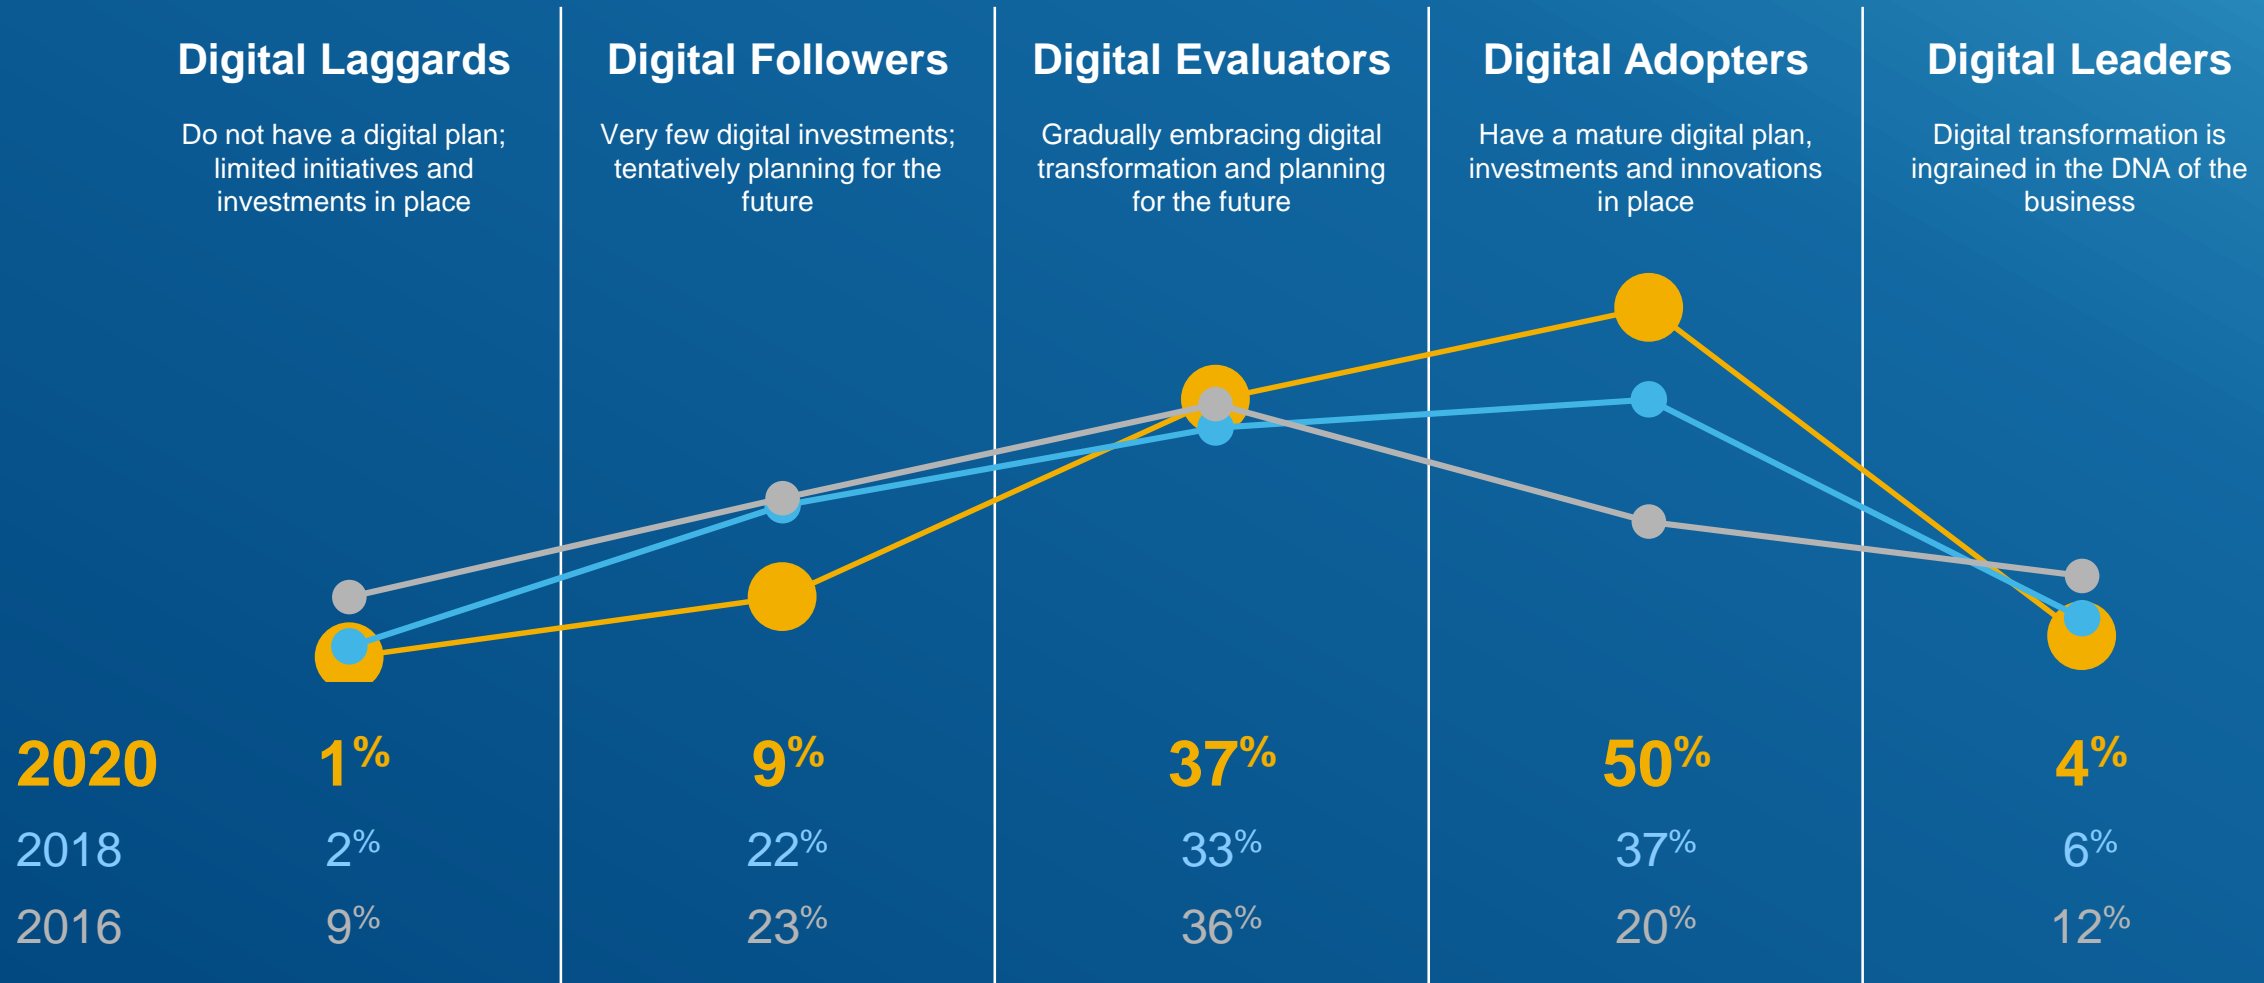 Digital Laggards
Do not have a digital plan;
limited initiatives and
investments in place
Digital Followers
Very few digital investments;
tentatively planning for the
future
Digital Evaluators
Gradually embracing digital
transformation and planning
for the future
Digital Adopters
Have a mature digital plan,
investments and innovations
in place
Digital Leaders
Digital transformation is
ingrained in the DNA of the
business
2020 1% 9% 37% 50% 4%
2018 2% 22% 33% 37% 6%
2016 9% 23% 36% 20% 12%